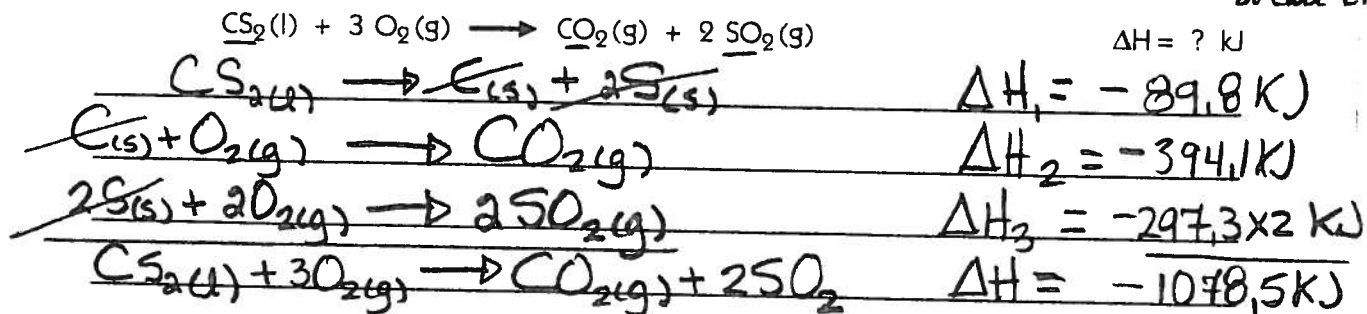 CS₂(l) + 3 O₂(g) ⟶ CO₂(g) + 2 SO₂(g) ΔH = ? kJ
CS₂(l) ⟶ C(s) + 2S(s) ΔH₁ = -89,8 KJ
C(s) + O₂(g) ⟶ CO₂(g) ΔH₂ = -394,1 KJ
2S(s) + 2O₂(g) ⟶ 2SO₂(g) ΔH₃ = -297,3 x2 KJ
CS₂(l) + 3O₂(g) ⟶ CO₂(g) + 2SO₂ ΔH = -1078,5 KJ